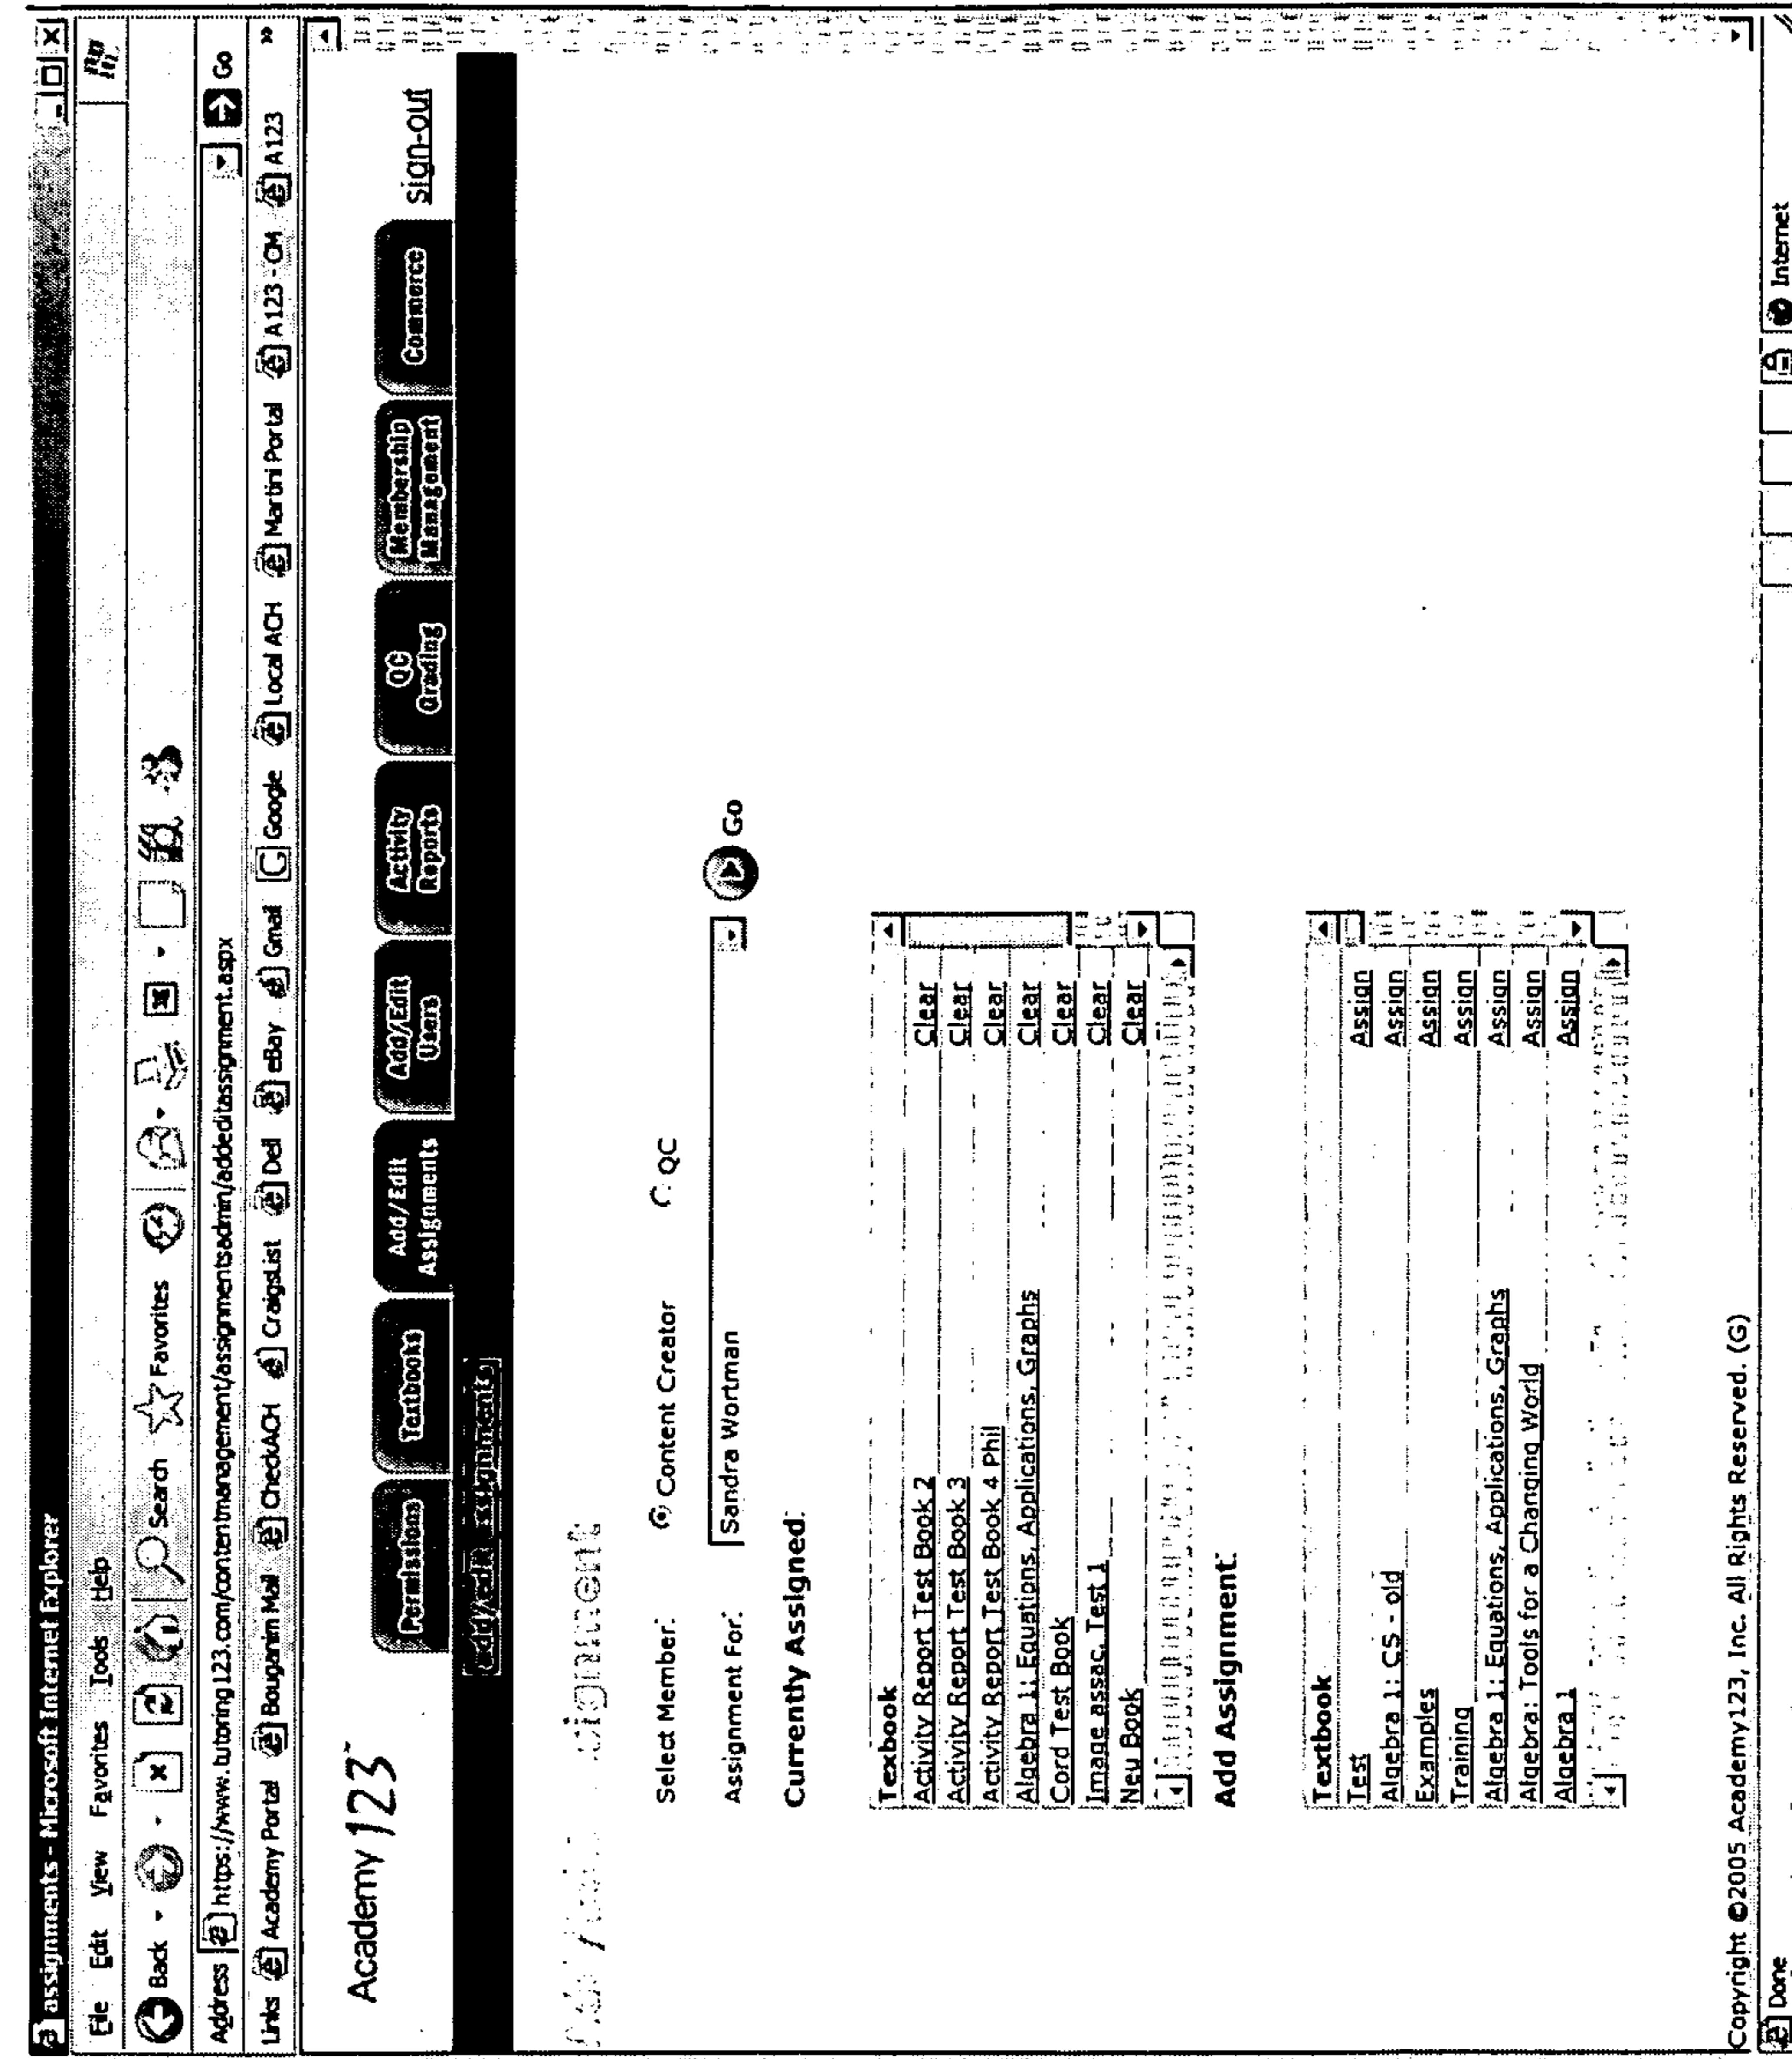 assignments - Microsoft Internet Explorer
File Edit View Favorites Tools Help
Back Search Favorites
Address https://www.tutoring123.com/contentmanagement/assignmentsadmin/addeditassignment.aspx Go
Links Academy Portal Bouganim Mail CheckACH CraigsList Dell eBay Gmail Google Local ACH Martini Portal A123 - CM A123 »
Academy 123
sign-out
Permissions Textbooks Add/Edit Assignments Add/Edit Users Activity Reports QC Grading Membership Management Commerce
add/edit assignments
Select Member: Content Creator QC
Assignment For: Sandra Wortman Go
Currently Assigned:
Textbook
Activity Report Test Book 2 Clear
Activity Report Test Book 3 Clear
Activity Report Test Book 4 Phil Clear
Algebra 1: Equations, Applications, Graphs Clear
Cord Test Book Clear
Image assac. Test 1 Clear
Neu Book Clear
Add Assignment:
Textbook
Test Assign
Algebra 1: CS - old Assign
Examples Assign
Training Assign
Algebra 1: Equations, Applications, Graphs Assign
Algebra: Tools for a Changing World Assign
Algebra 1 Assign
Copyright ©2005 Academy123, Inc. All Rights Reserved. (G)
Done Internet